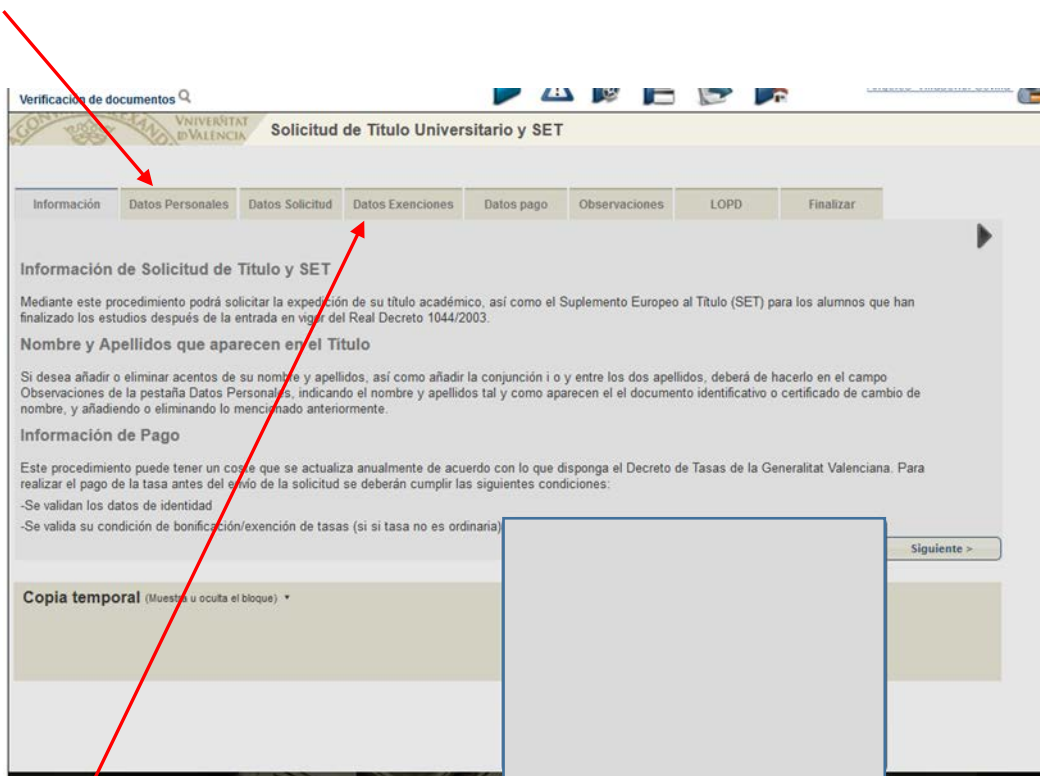 Verificación de documentos
VNIVERSITAT
Solicitud de Título Universitario y SET
Información Datos Personales Datos Solicitud Datos Exenciones Datos pago Observaciones LOPD Finalizar
Información de Solicitud de Título y SET
Mediante este procedimiento podrá solicitar la expedición de su título académico, así como el Suplemento Europeo al Título (SET) para los alumnos que han
finalizado los estudios después de la entrada en vigor del Real Decreto 1044/2003.
Nombre y Apellidos que aparecen en el Título
Si desea añadir o eliminar acentos de su nombre y apellidos, así como añadir la conjunción i o y entre los dos apellidos, deberá de hacerlo en el campo
Observaciones de la pestaña Datos Personales, indicando el nombre y apellidos tal y como aparecen el el documento identificativo o certificado de cambio de
nombre, y añadiendo o eliminando lo mencionado anteriormente.
Información de Pago
Este procedimiento puede tener un coste que se actualiza anualmente de acuerdo con lo que disponga el Decreto de Tasas de la Generalitat Valenciana. Para
realizar el pago de la tasa antes del envío de la solicitud se deberán cumplir las siguientes condiciones:
-Se validan los datos de identidad
-Se valida su condición de bonificación/exención de tasas (si si tasa no es ordinaria)
Siguiente >
Copia temporal (Muestra u oculta el bloque)